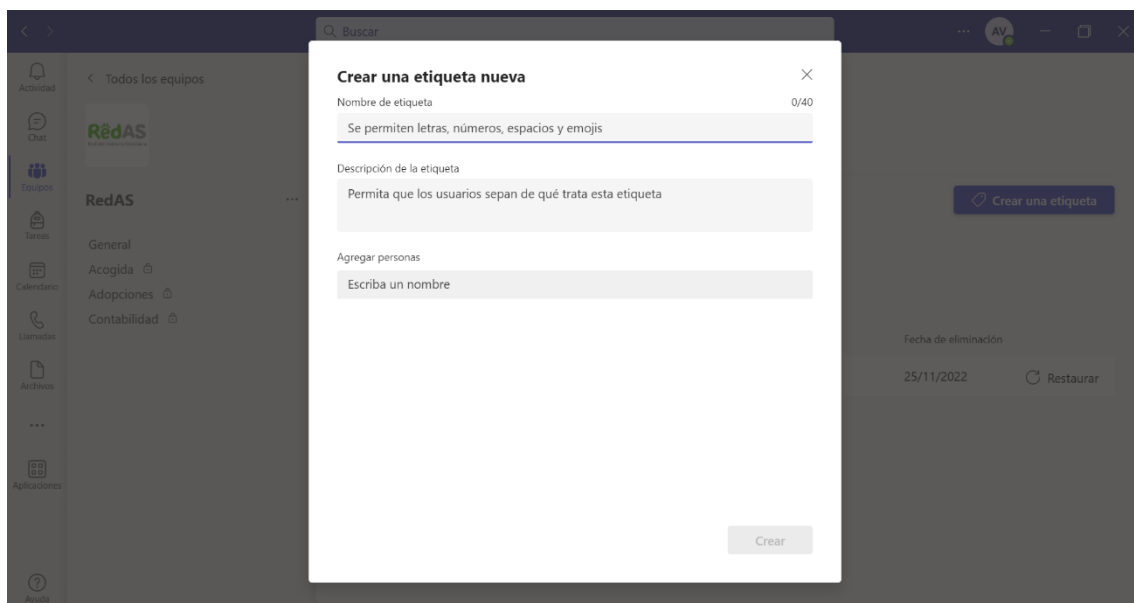 Buscar
AV
Actividad
Chat
Equipos
Tareas
Calendario
Llamadas
Archivos
Aplicaciones
Ayuda
Todos los equipos
RêdAS
RedAS
General
Acogida
Adopciones
Contabilidad
Crear una etiqueta nueva
Nombre de etiqueta 0/40
Se permiten letras, números, espacios y emojis
Descripción de la etiqueta
Permita que los usuarios sepan de qué trata esta etiqueta
Agregar personas
Escriba un nombre
Crear
Crear una etiqueta
Fecha de eliminación
25/11/2022 Restaurar